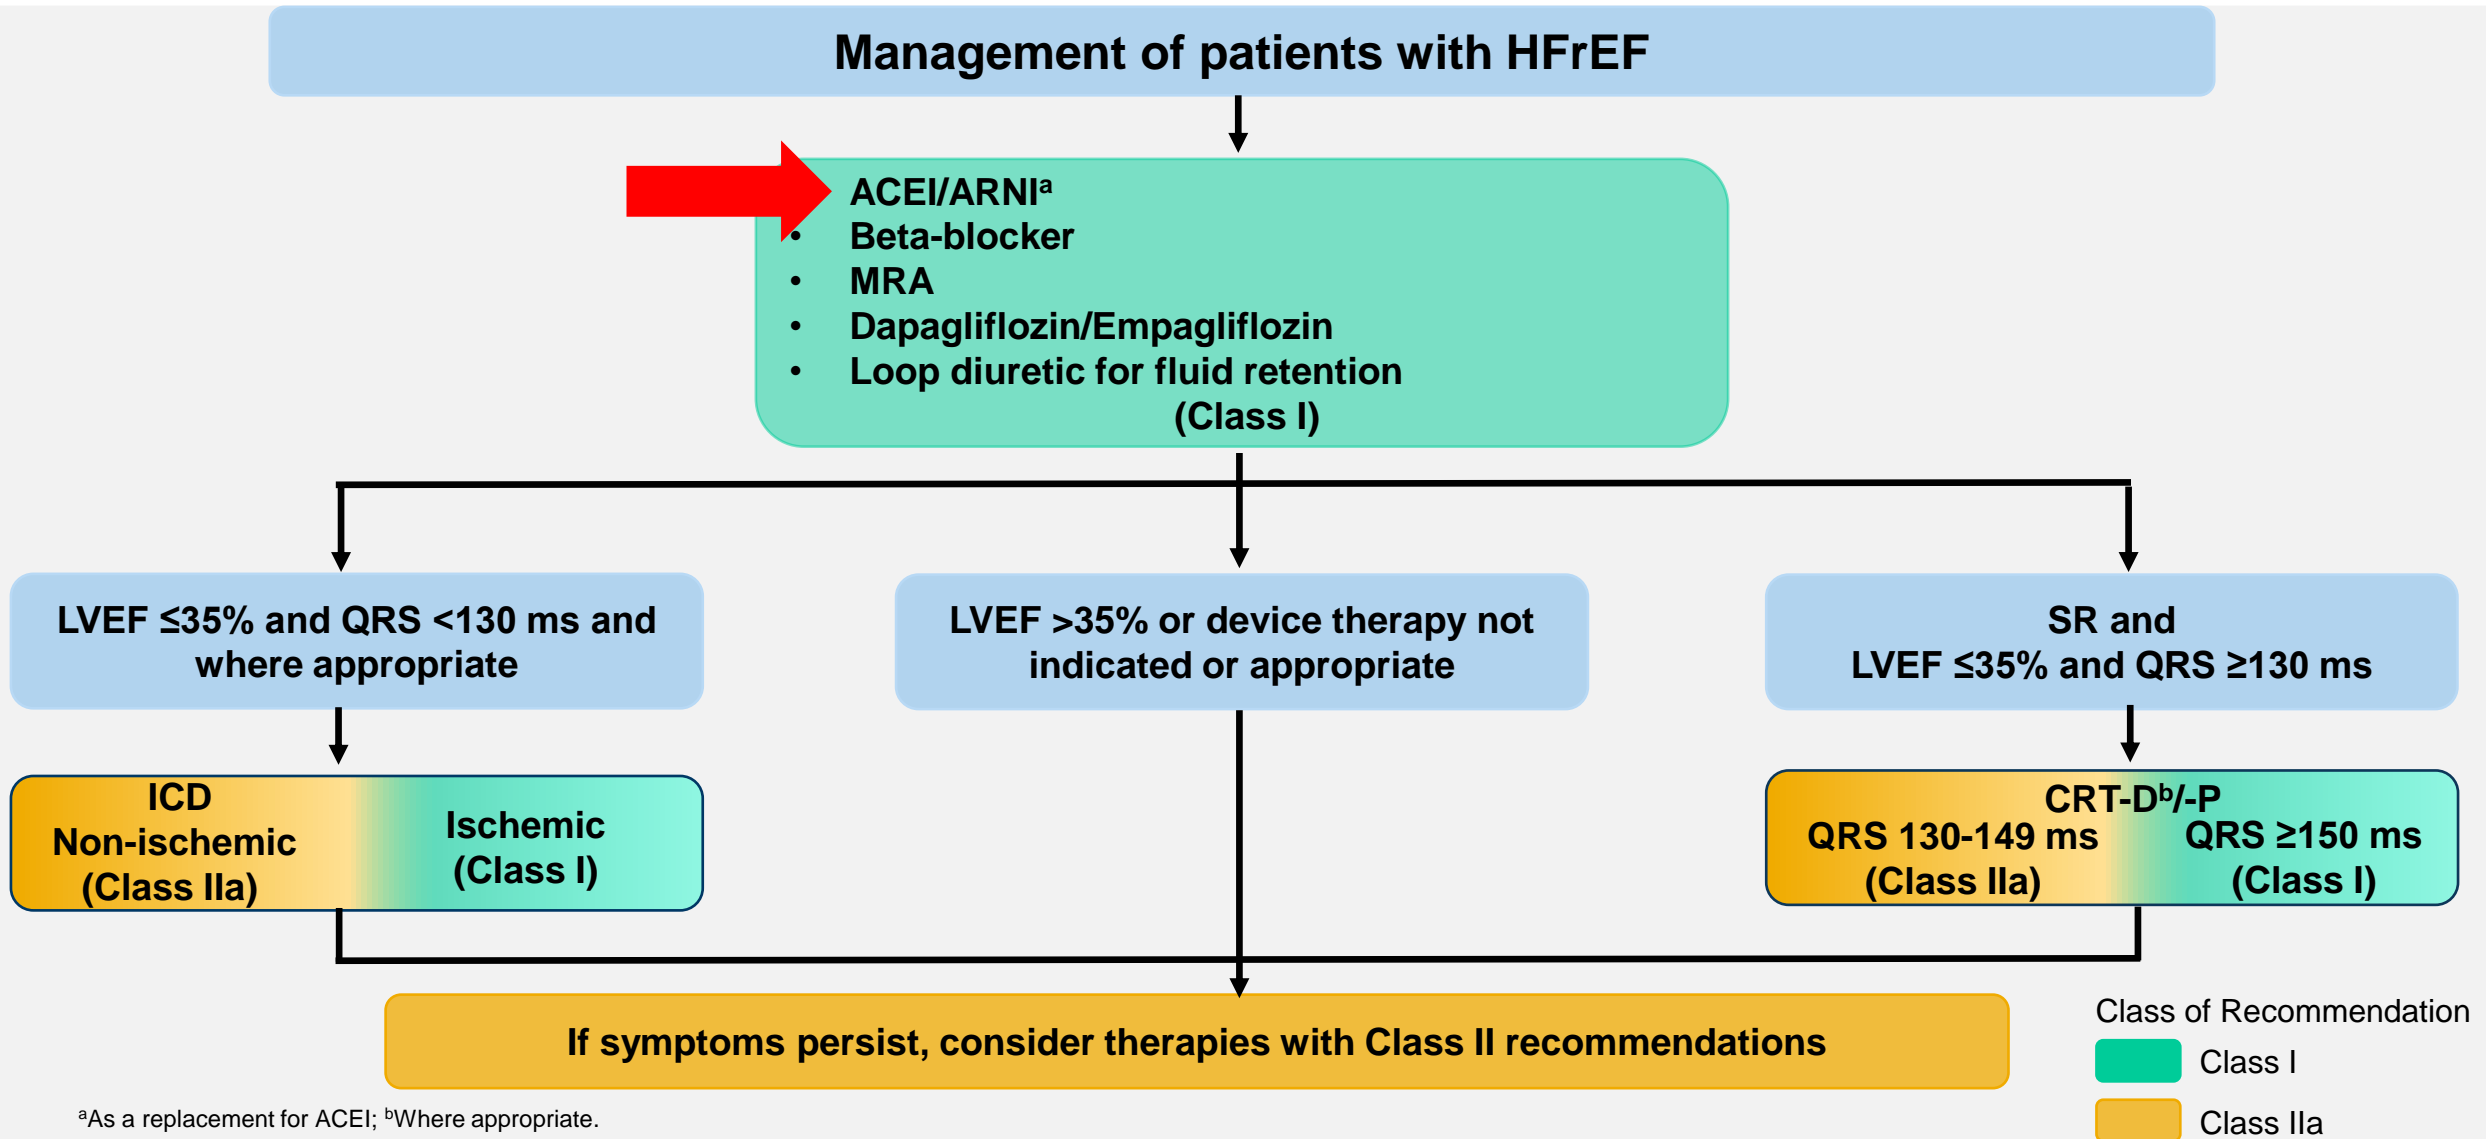 Management of patients with HFrEF
ACEI/ARNIᵃ
• Beta-blocker
• MRA
• Dapagliflozin/Empagliflozin
• Loop diuretic for fluid retention
(Class I)
LVEF ≤35% and QRS <130 ms and
where appropriate
LVEF >35% or device therapy not
indicated or appropriate
SR and
LVEF ≤35% and QRS ≥130 ms
ICD
Non-ischemic
(Class IIa)
Ischemic
(Class I)
CRT-Dᵇ/-P
QRS 130-149 ms
(Class IIa)
QRS ≥150 ms
(Class I)
If symptoms persist, consider therapies with Class II recommendations
Class of Recommendation
Class I
Class IIa
ᵃAs a replacement for ACEI; ᵇWhere appropriate.